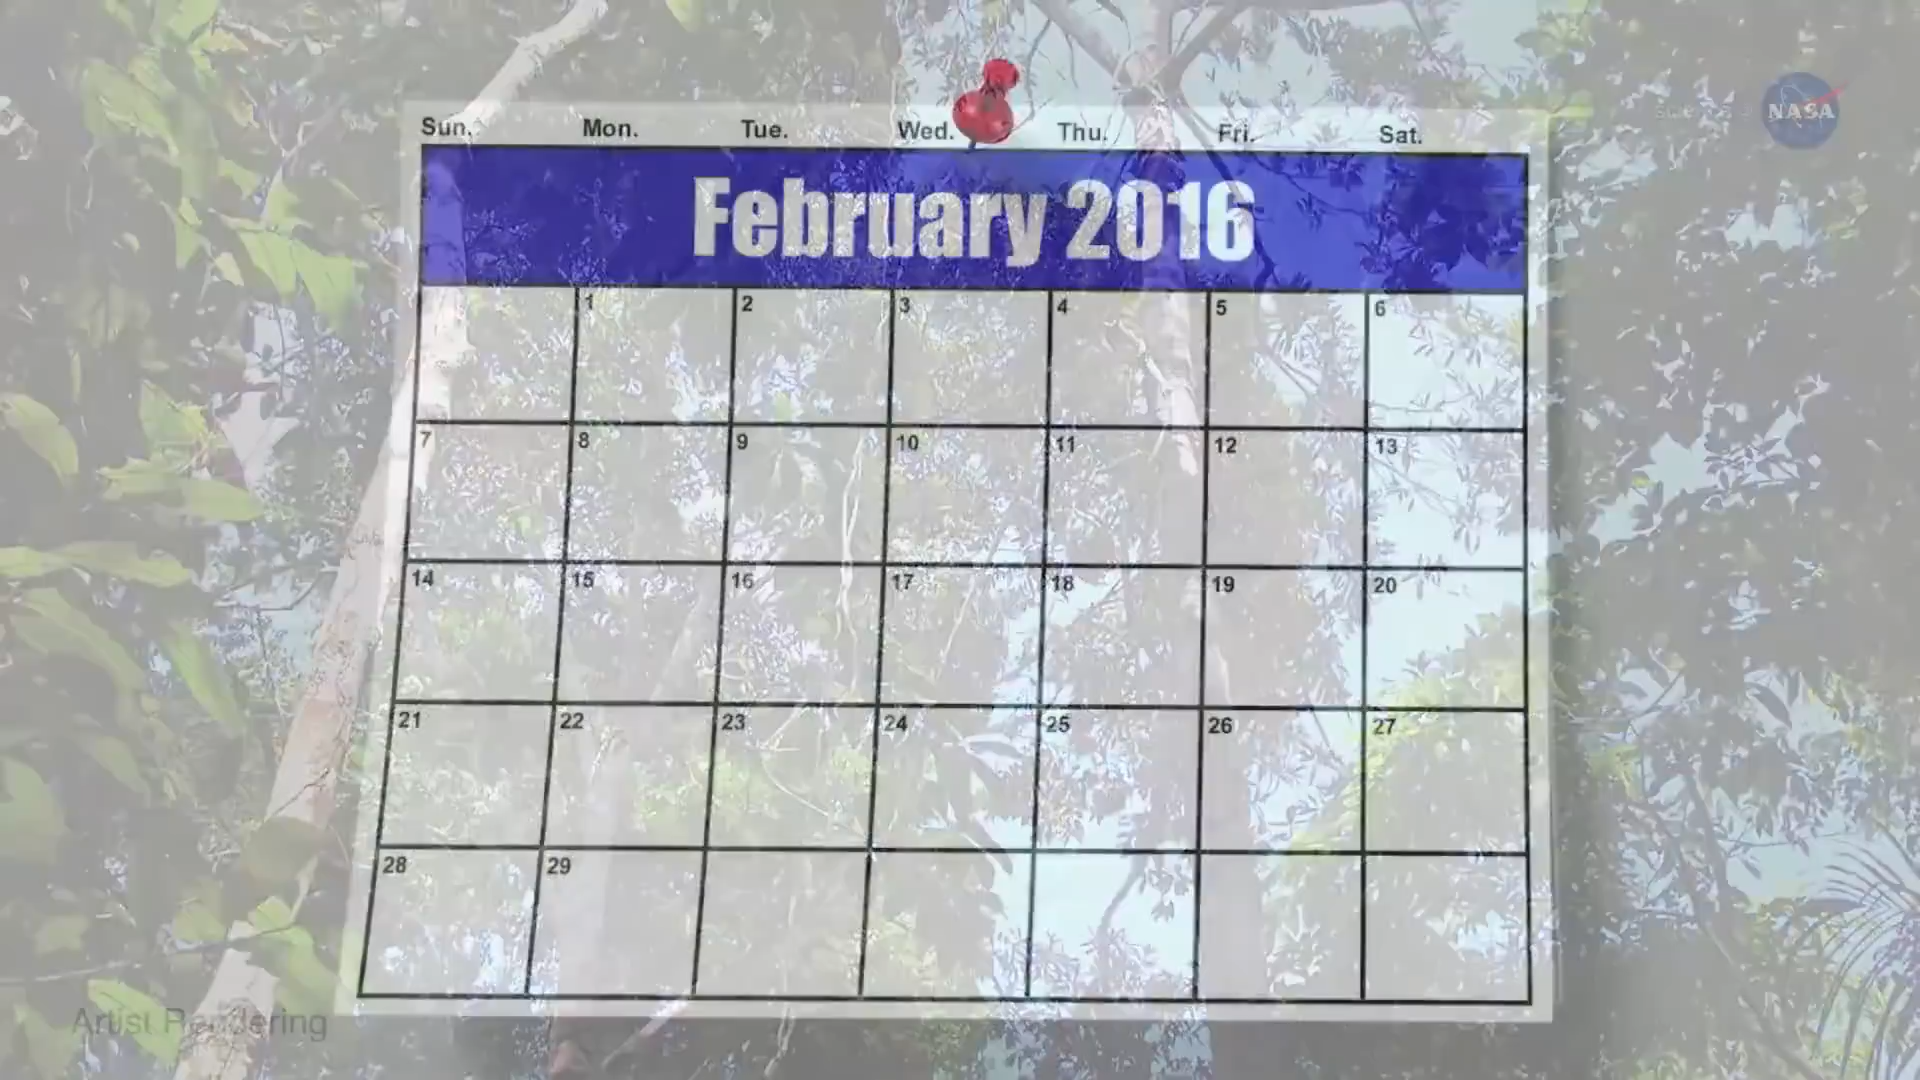 NASA
Sun. Mon. Tue. Wed. Thu. Fri. Sat.
February 2016
1 2 3 4 5 6
7 8 9 10 11 12 13
14 15 16 17 18 19 20
21 22 23 24 25 26 27
28 29
Artist Rendering